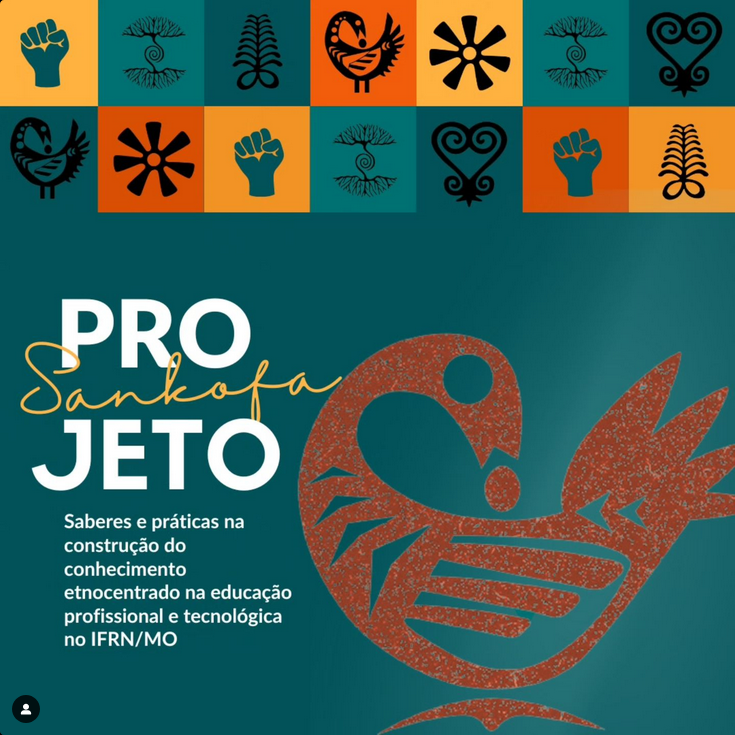 PRO
Sankofa
JETO
Saberes e práticas na
construção do
conhecimento
etnocentrado na educação
profissional e tecnológica
no IFRN/MO